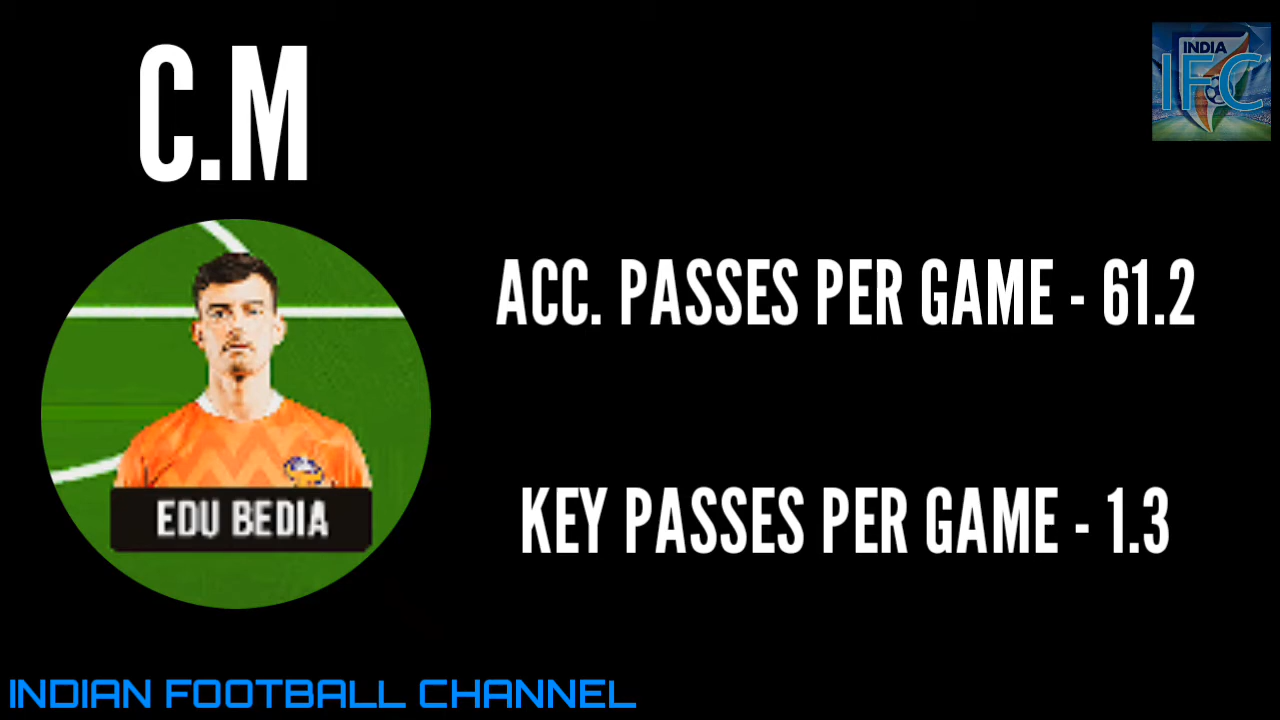 C.M
INDIA
IFC
ACC. PASSES PER GAME - 61.2
EDU BEDIA
KEY PASSES PER GAME - 1.3
INDIAN FOOTBALL CHANNEL